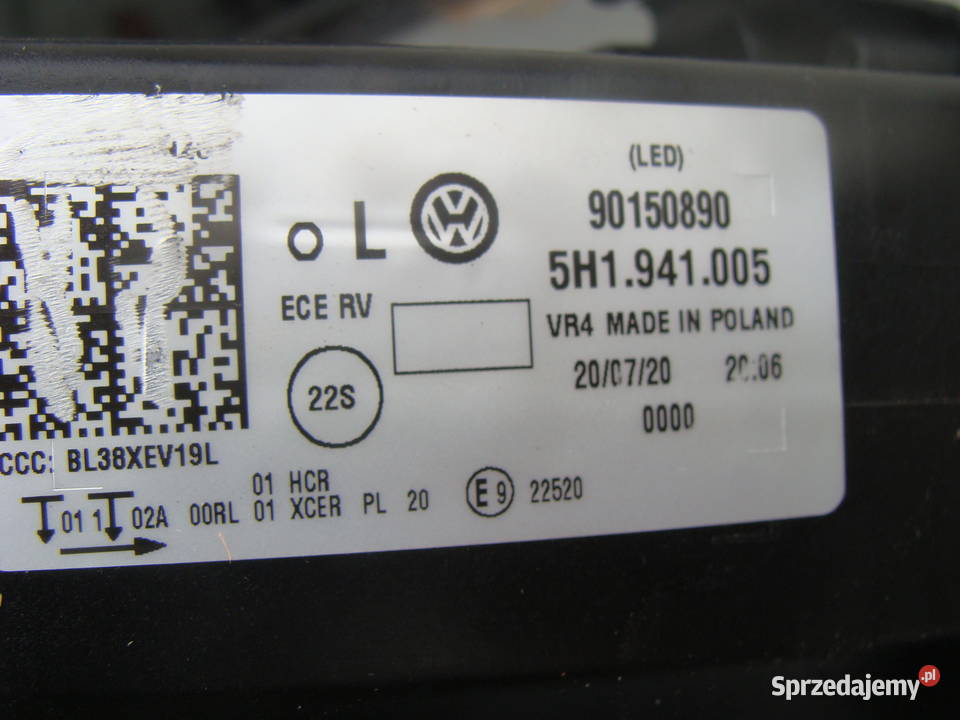 (LED)
90150890
5H1.941.005
L
ECE RV
VR4 MADE IN POLAND
22S
20/07/20
0000
CCC: BL38XEV19L
01 HCR
01 1 02A 00RL 01 XCER PL 20
E 9 22520
Sprzedajemy.pl